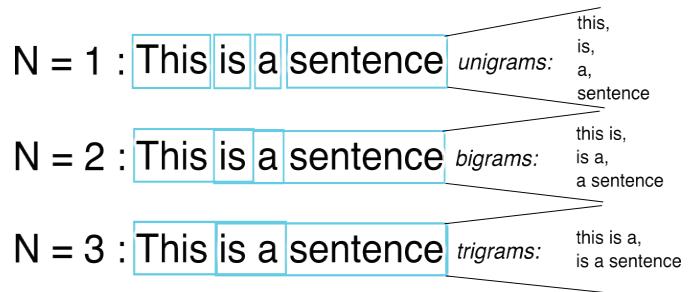 N = 1 : This is a sentence unigrams:
this,
is,
a,
sentence
N = 2 : This is a sentence bigrams:
this is,
is a,
a sentence
N = 3 : This is a sentence trigrams:
this is a,
is a sentence